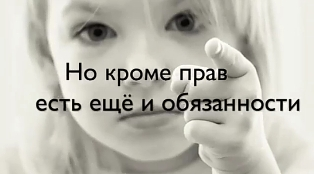 Но кроме прав
есть ещё и обязанности